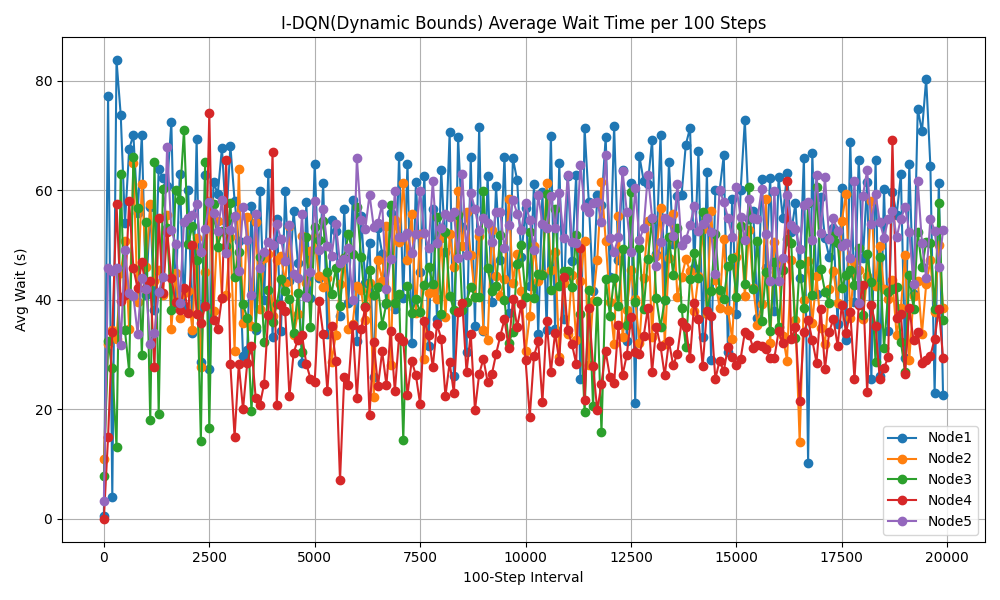 I-DQN(Dynamic Bounds) Average Wait Time per 100 Steps
Avg Wait (s)
80
60
40
20
0
0 2500 5000 7500 10000 12500 15000 17500 20000
100-Step Interval
Node1
Node2
Node3
Node4
Node5